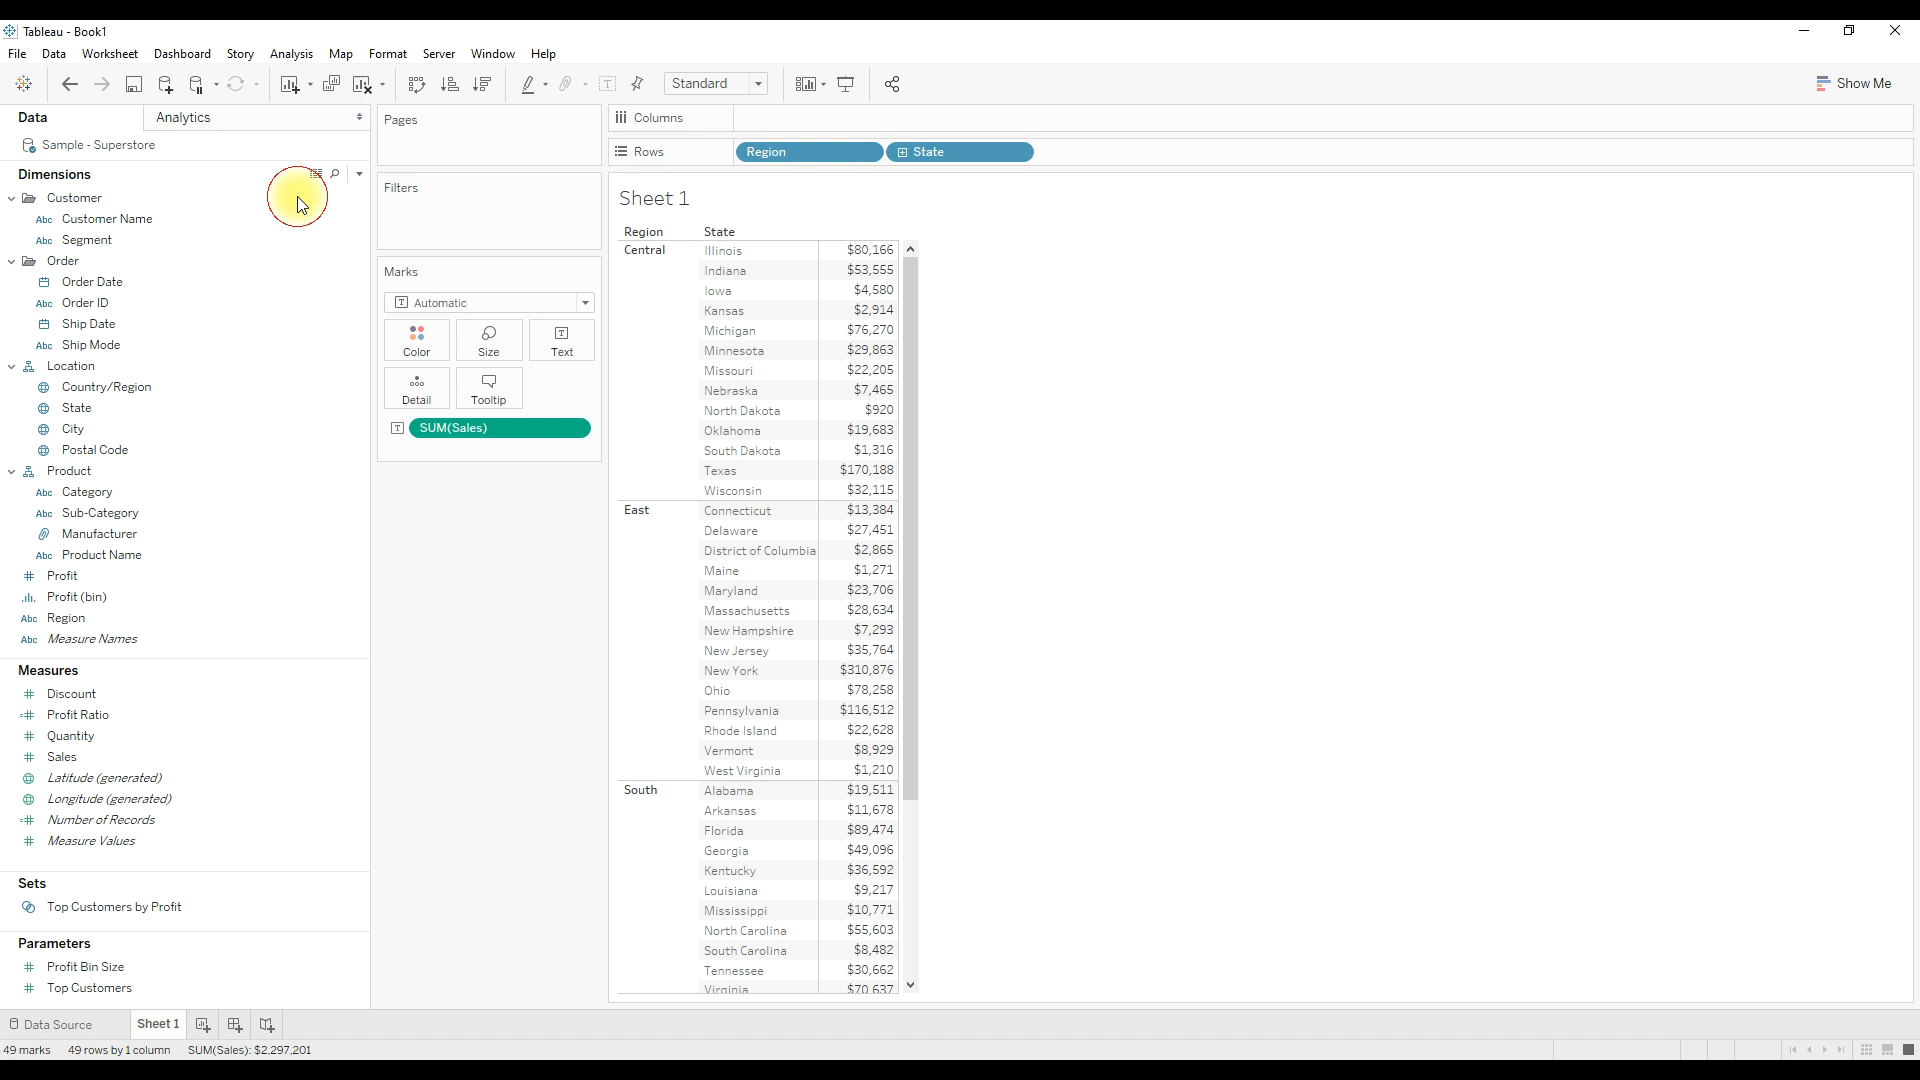 Tableau - Book1
File Data Worksheet Dashboard Story Analysis Map Format Server Window Help
Standard
Show Me
Data Analytics
Sample - Superstore
Dimensions
Customer
Abc Customer Name
Abc Segment
Order
Order Date
Abc Order ID
Ship Date
Abc Ship Mode
Location
Country/Region
State
City
Postal Code
Product
Abc Category
Abc Sub-Category
Manufacturer
Abc Product Name
# Profit
Profit (bin)
Abc Region
Abc Measure Names
Measures
# Discount
=# Profit Ratio
# Quantity
# Sales
Latitude (generated)
Longitude (generated)
=# Number of Records
# Measure Values
Sets
Top Customers by Profit
Parameters
# Profit Bin Size
# Top Customers
Pages
Filters
Marks
T Automatic
Color Size T Text
Detail Tooltip
T SUM(Sales)
Columns
Rows Region State
Sheet 1
Region State
Central Illinois $80,166
Indiana $53,555
Iowa $4,580
Kansas $2,914
Michigan $76,270
Minnesota $29,863
Missouri $22,205
Nebraska $7,465
North Dakota $920
Oklahoma $19,683
South Dakota $1,316
Texas $170,188
Wisconsin $32,115
East Connecticut $13,384
Delaware $27,451
District of Columbia $2,865
Maine $1,271
Maryland $23,706
Massachusetts $28,634
New Hampshire $7,293
New Jersey $35,764
New York $310,876
Ohio $78,258
Pennsylvania $116,512
Rhode Island $22,628
Vermont $8,929
West Virginia $1,210
South Alabama $19,511
Arkansas $11,678
Florida $89,474
Georgia $49,096
Kentucky $36,592
Louisiana $9,217
Mississippi $10,771
North Carolina $55,603
South Carolina $8,482
Tennessee $30,662
Virginia $70,637
Data Source Sheet 1
49 marks 49 rows by 1 column SUM(Sales): $2,297,201